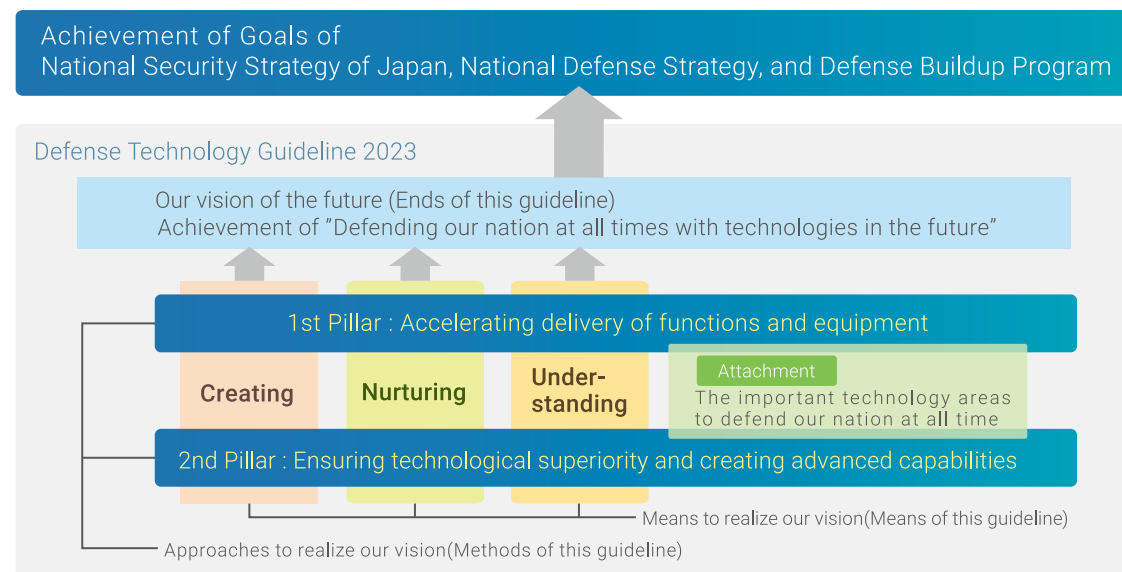 Achievement of Goals of
National Security Strategy of Japan, National Defense Strategy, and Defense Buildup Program
Defense Technology Guideline 2023
Our vision of the future (Ends of this guideline)
Achievement of ”Defending our nation at all times with technologies in the future”
1st Pillar : Accelerating delivery of functions and equipment
Creating
Nurturing
Under-
standing
Attachment
The important technology areas
to defend our nation at all time
2nd Pillar : Ensuring technological superiority and creating advanced capabilities
Means to realize our vision(Means of this guideline)
Approaches to realize our vision(Methods of this guideline)